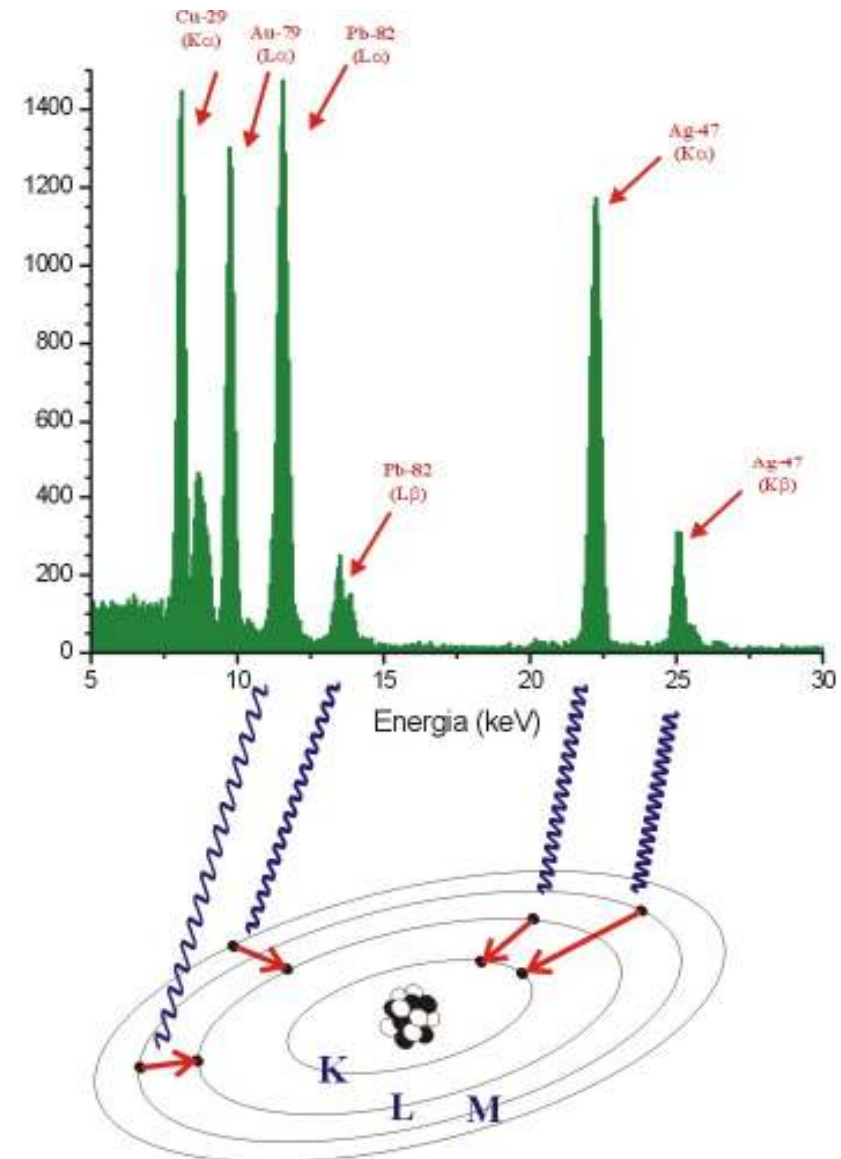 Cu-29
(Kα)
Au-79
(Lα)
Pb-82
(Lα)
Ag-47
(Kα)
Pb-82
(Lβ)
Ag-47
(Kβ)
1400
1200
1000
800
600
400
200
0
5 10 15 20 25 30
Energia (keV)
K
L M